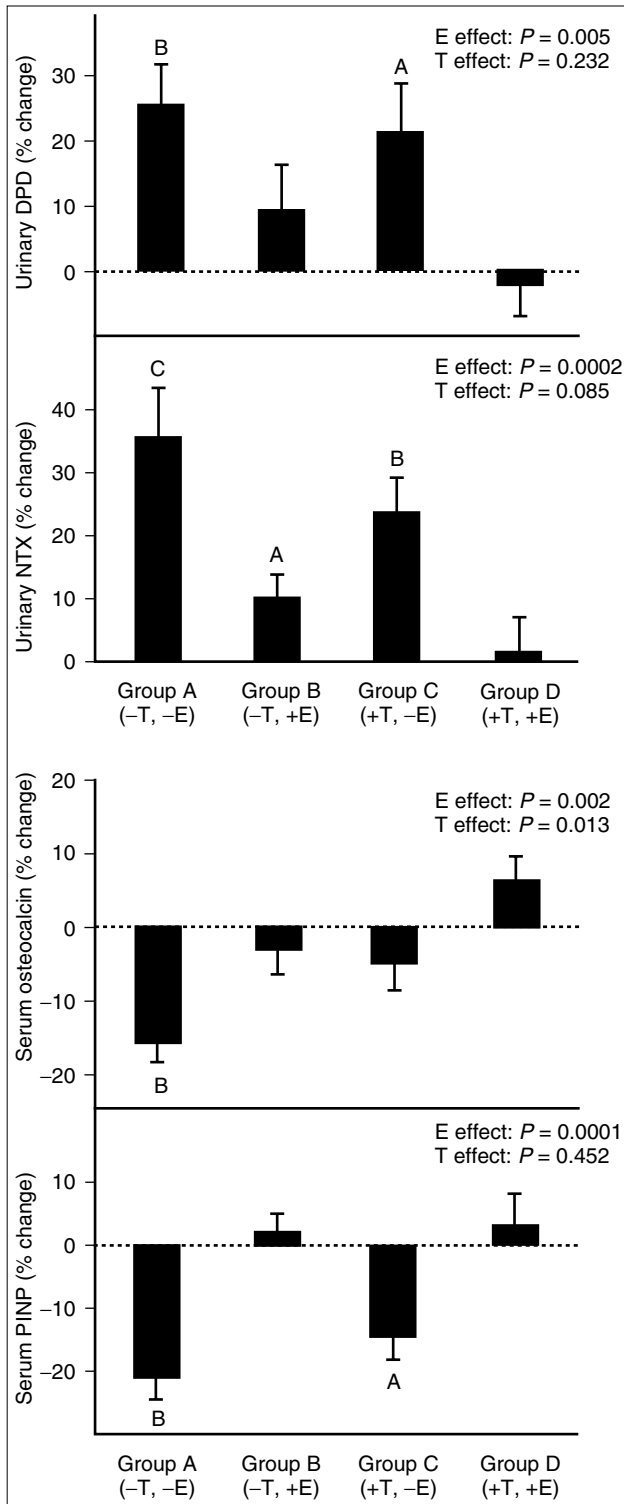 Urinary DPD (% change)
30
20
10
0
B
A
E effect: P = 0.005
T effect: P = 0.232
Urinary NTX (% change)
40
30
20
10
0
C
A
B
E effect: P = 0.0002
T effect: P = 0.085
Group A
(–T, –E)
Group B
(–T, +E)
Group C
(+T, –E)
Group D
(+T, +E)
Serum osteocalcin (% change)
20
10
0
–10
–20
B
E effect: P = 0.002
T effect: P = 0.013
Serum PINP (% change)
10
0
–10
–20
B
A
E effect: P = 0.0001
T effect: P = 0.452
Group A
(–T, –E)
Group B
(–T, +E)
Group C
(+T, –E)
Group D
(+T, +E)